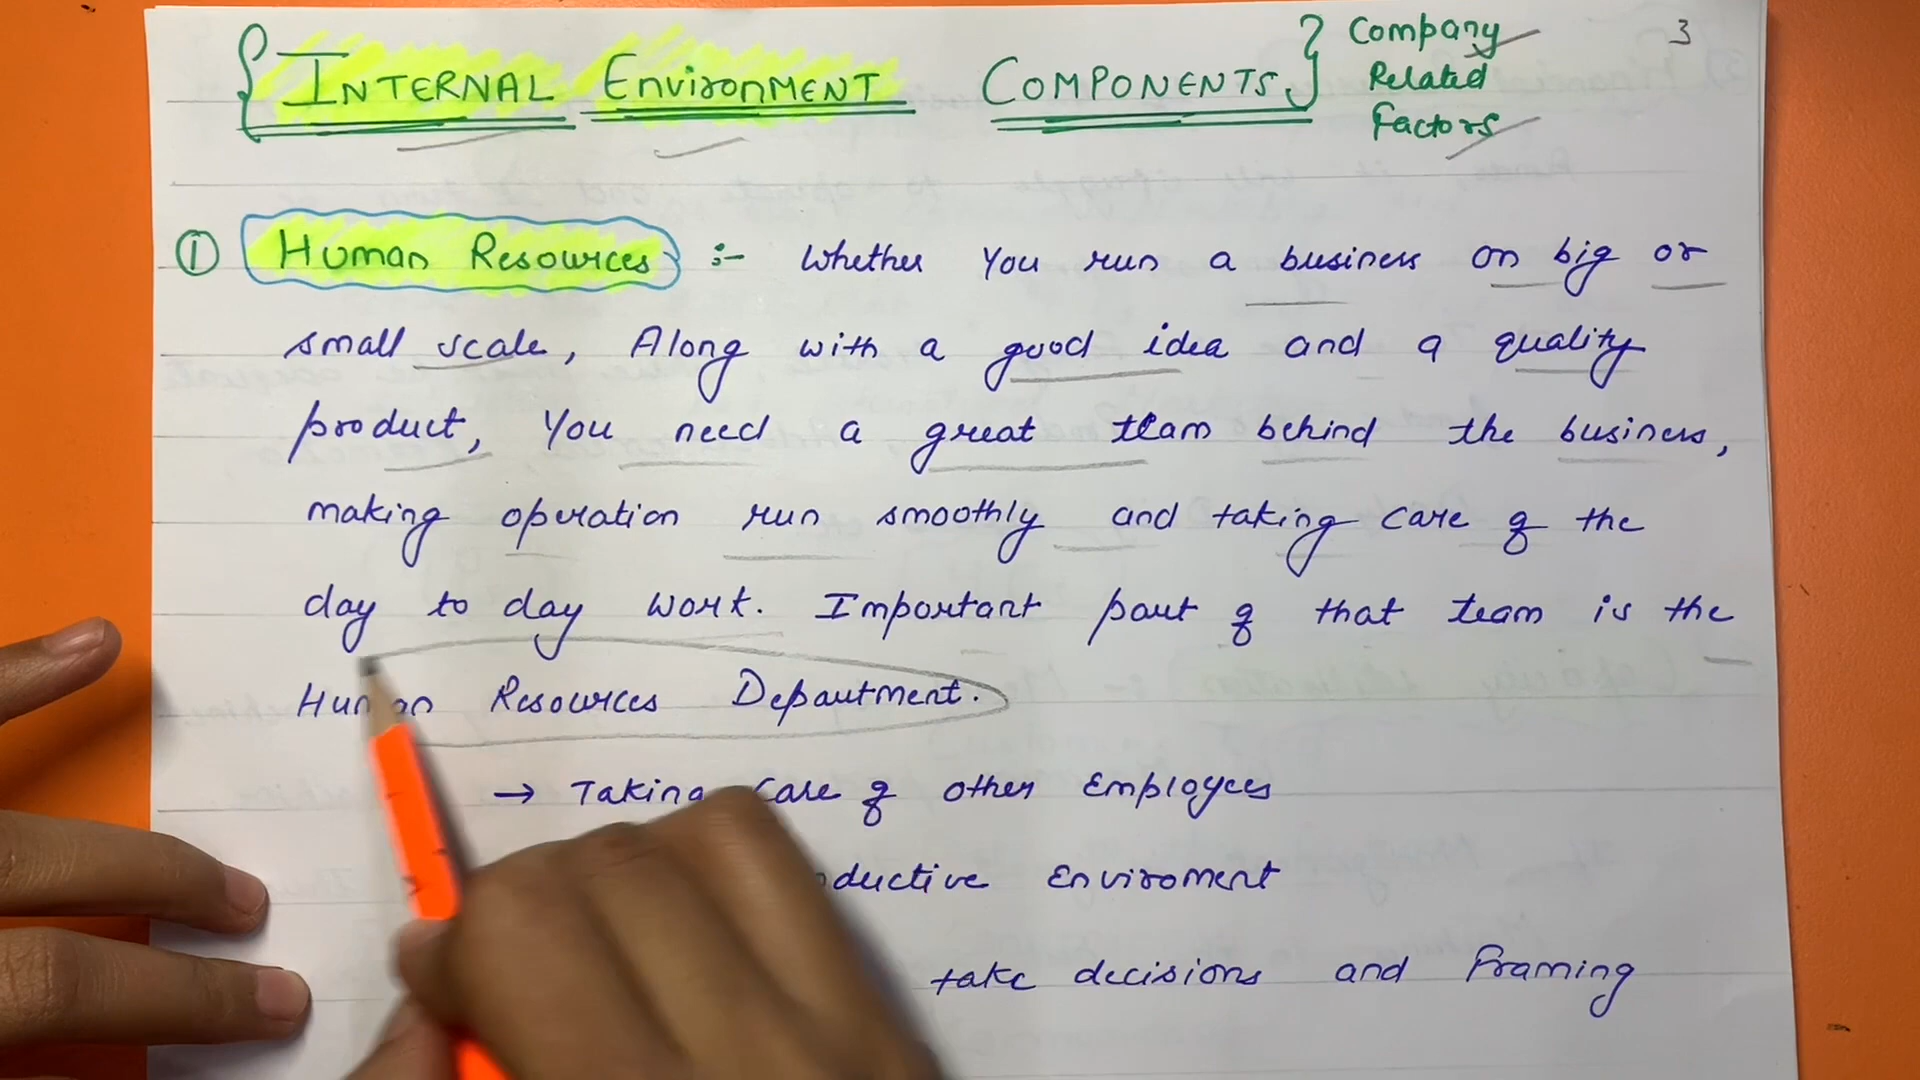 { INTERNAL EnviRonMENT COMPONENTS } Company
Related
Factors
3
① Human Resources :- Whether You run a business on big or
small scale, Along with a good idea and a quality
product, You need a great team behind the business,
making operation run smoothly and taking care of the
day to day work. Important part of that team is the
Human Resources Department.
→ Taking Care of other Employees
ductive Enviroment
take decisions and Framing